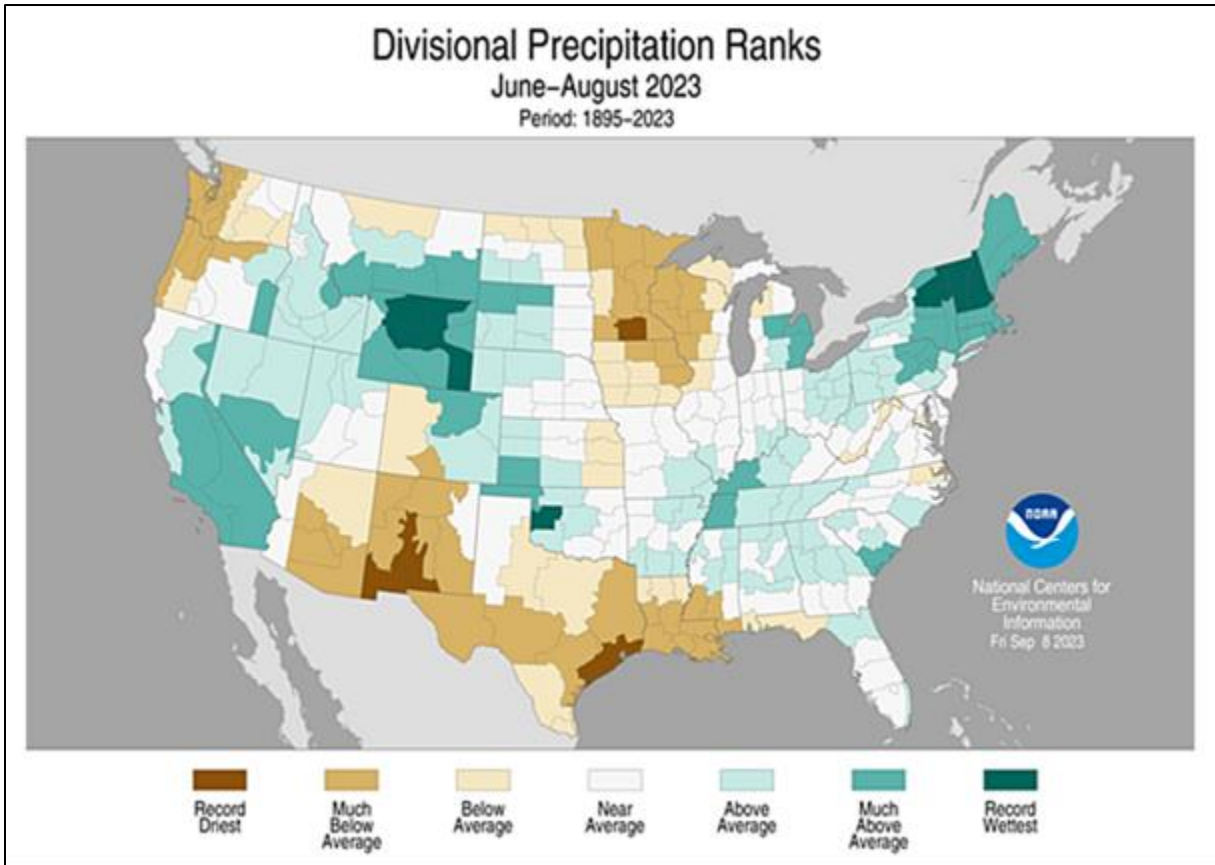 Divisional Precipitation Ranks
June–August 2023
Period: 1895–2023
NOAA
National Centers for
Environmental
Information
Fri Sep 8 2023
Record
Driest
Much
Below
Average
Below
Average
Near
Average
Above
Average
Much
Above
Average
Record
Wettest